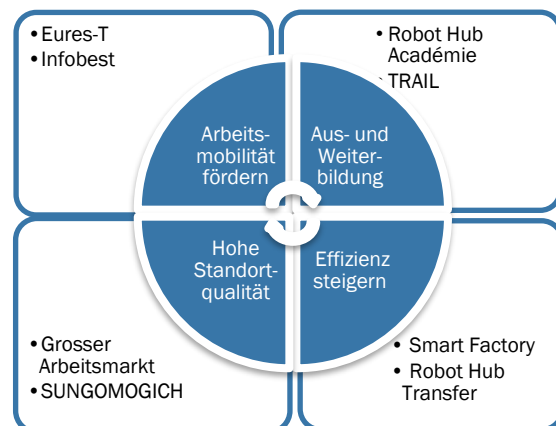 • Eures-T
• Infobest
• Robot Hub
Académie
• TRAIL
Arbeits-
mobilität
fördern
Aus- und
Weiter-
bildung
Hohe
Standort-
qualität
Effizienz
steigern
• Grosser
Arbeitsmarkt
• SUNGOMOGICH
• Smart Factory
• Robot Hub
Transfer